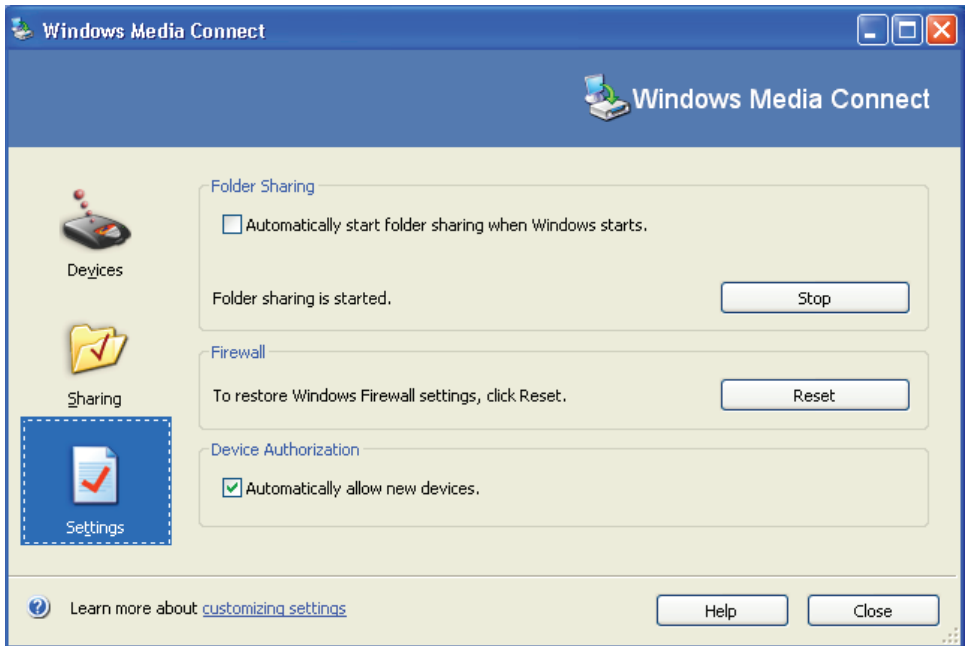 Windows Media Connect
Windows Media Connect
Devices
Sharing
Settings
Folder Sharing
Automatically start folder sharing when Windows starts.
Folder sharing is started.
Stop
Firewall
To restore Windows Firewall settings, click Reset.
Reset
Device Authorization
Automatically allow new devices.
Learn more about customizing settings
Help
Close